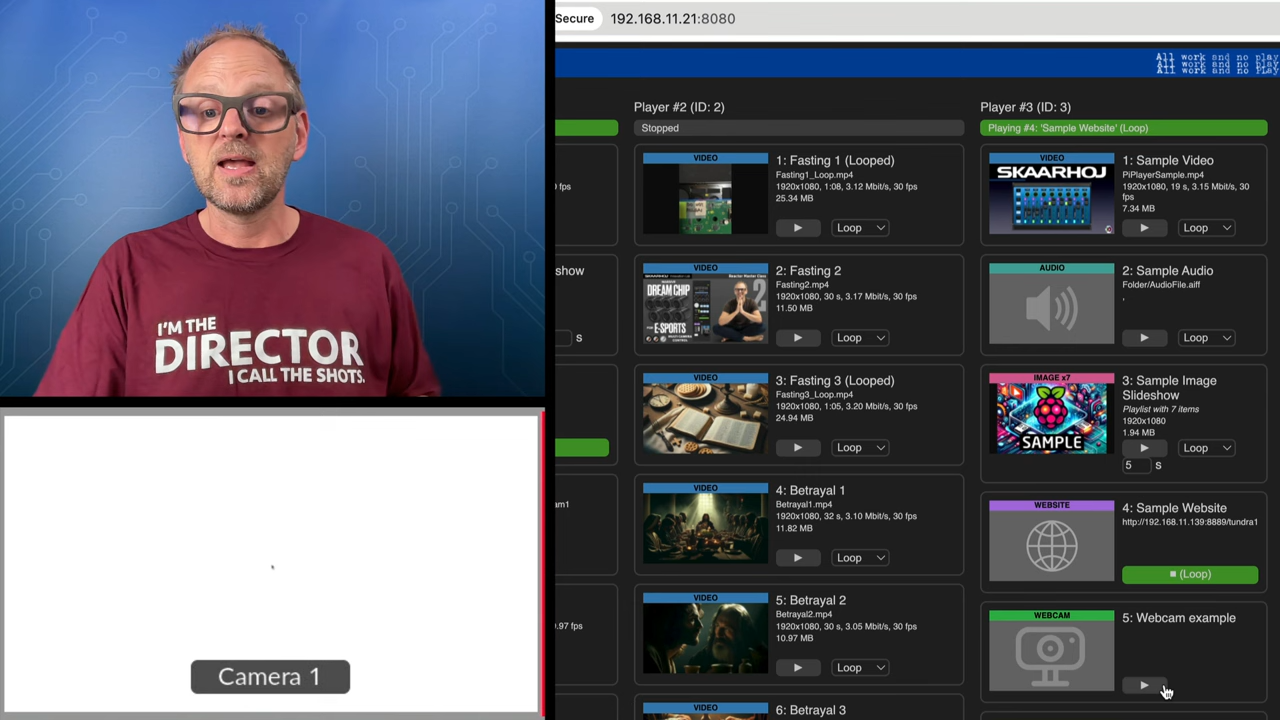 I'M THE
DIRECTOR
I CALL THE SHOTS.
Camera 1
Secure
192.168.11.21:8080
All work and no play
All work and no play
All work and no play
fps
show
S
am1
.97 fps
Player #2 (ID: 2)
Stopped
VIDEO
1: Fasting 1 (Looped)
Fasting1_Loop.mp4
1920x1080, 1:08, 3.12 Mbit/s, 30 fps
25.34 MB
Loop
VIDEO
SKAARHOJ
DREAM CHIP
FOR E-SPORTS
2
2: Fasting 2
Fasting2.mp4
1920x1080, 30 s, 3.17 Mbit/s, 30 fps
11.50 MB
Loop
VIDEO
3: Fasting 3 (Looped)
Fasting3_Loop.mp4
1920x1080, 1:05, 3.20 Mbit/s, 30 fps
24.94 MB
Loop
VIDEO
4: Betrayal 1
Betrayal1.mp4
1920x1080, 32 s, 3.10 Mbit/s, 30 fps
11.82 MB
Loop
VIDEO
5: Betrayal 2
Betrayal2.mp4
1920x1080, 30 s, 3.05 Mbit/s, 30 fps
10.97 MB
Loop
VIDEO
6: Betrayal 3
Player #3 (ID: 3)
Playing #4: 'Sample Website' (Loop)
VIDEO
SKAARHOJ
1: Sample Video
PiPlayerSample.mp4
1920x1080, 19 s, 3.15 Mbit/s, 30
fps
7.34 MB
Loop
AUDIO
2: Sample Audio
Folder/AudioFile.aiff
,
Loop
IMAGE x7
SAMPLE
3: Sample Image
Slideshow
Playlist with 7 items
1920x1080
1.94 MB
Loop
5 S
WEBSITE
4: Sample Website
http://192.168.11.139:8889/tundra1
(Loop)
WEBCAM
5: Webcam example